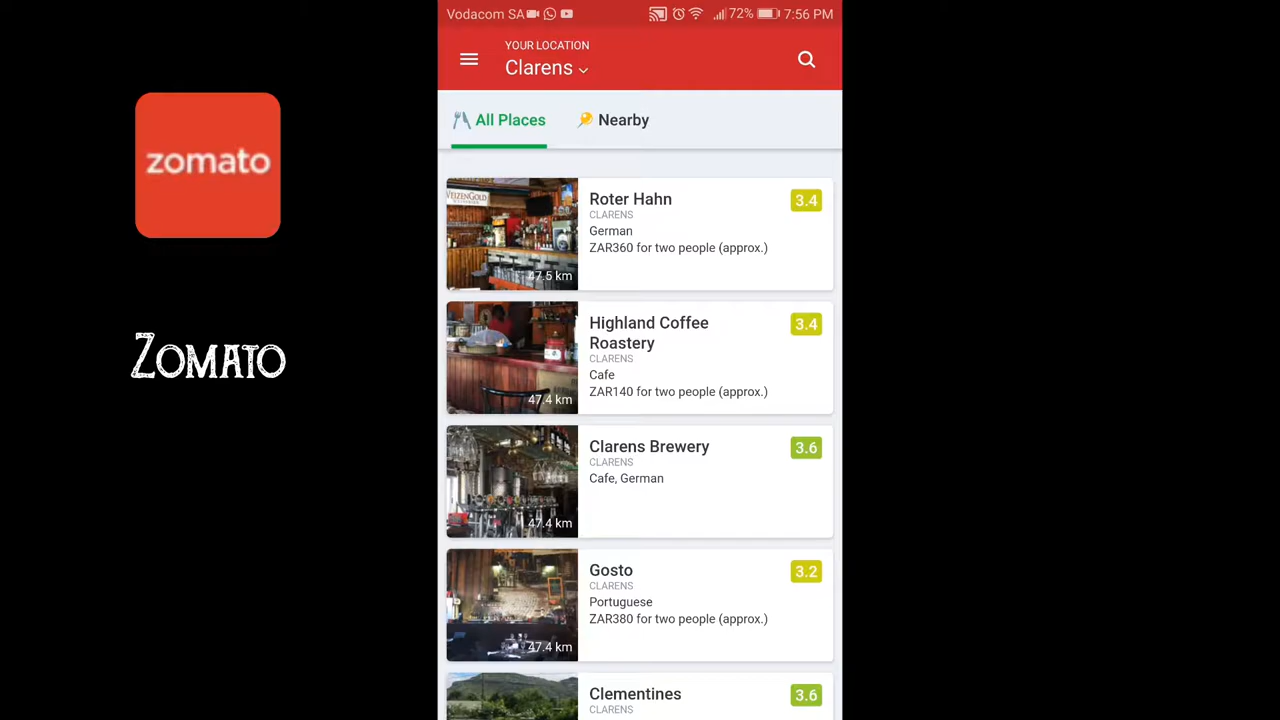 zomato
ZOMATO
Vodacom SA 72% 7:56 PM
YOUR LOCATION
Clarens
All Places Nearby
WEIZENGOLD
47.5 km
Roter Hahn 3.4
CLARENS
German
ZAR360 for two people (approx.)
47.4 km
Highland Coffee 3.4
Roastery
CLARENS
Cafe
ZAR140 for two people (approx.)
47.4 km
Clarens Brewery 3.6
CLARENS
Cafe, German
47.4 km
Gosto 3.2
CLARENS
Portuguese
ZAR380 for two people (approx.)
Clementines 3.6
CLARENS